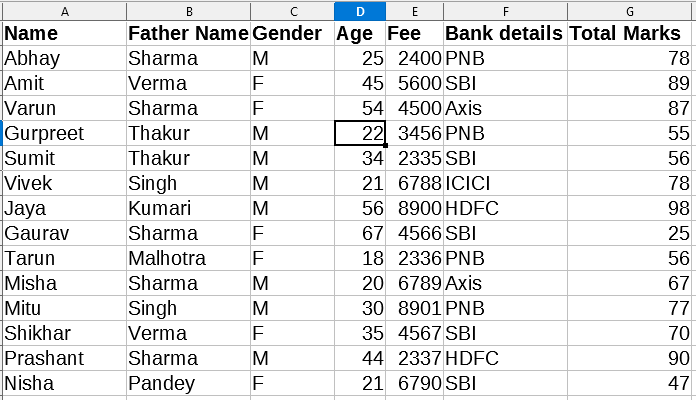 A B C D E F G
Name Father Name Gender Age Fee Bank details Total Marks
Abhay Sharma M 25 2400 PNB 78
Amit Verma F 45 5600 SBI 89
Varun Sharma F 54 4500 Axis 87
Gurpreet Thakur M 22 3456 PNB 55
Sumit Thakur M 34 2335 SBI 56
Vivek Singh M 21 6788 ICICI 78
Jaya Kumari M 56 8900 HDFC 98
Gaurav Sharma F 67 4566 SBI 25
Tarun Malhotra F 18 2336 PNB 56
Misha Sharma M 20 6789 Axis 67
Mitu Singh M 30 8901 PNB 77
Shikhar Verma F 35 4567 SBI 70
Prashant Sharma M 44 2337 HDFC 90
Nisha Pandey F 21 6790 SBI 47